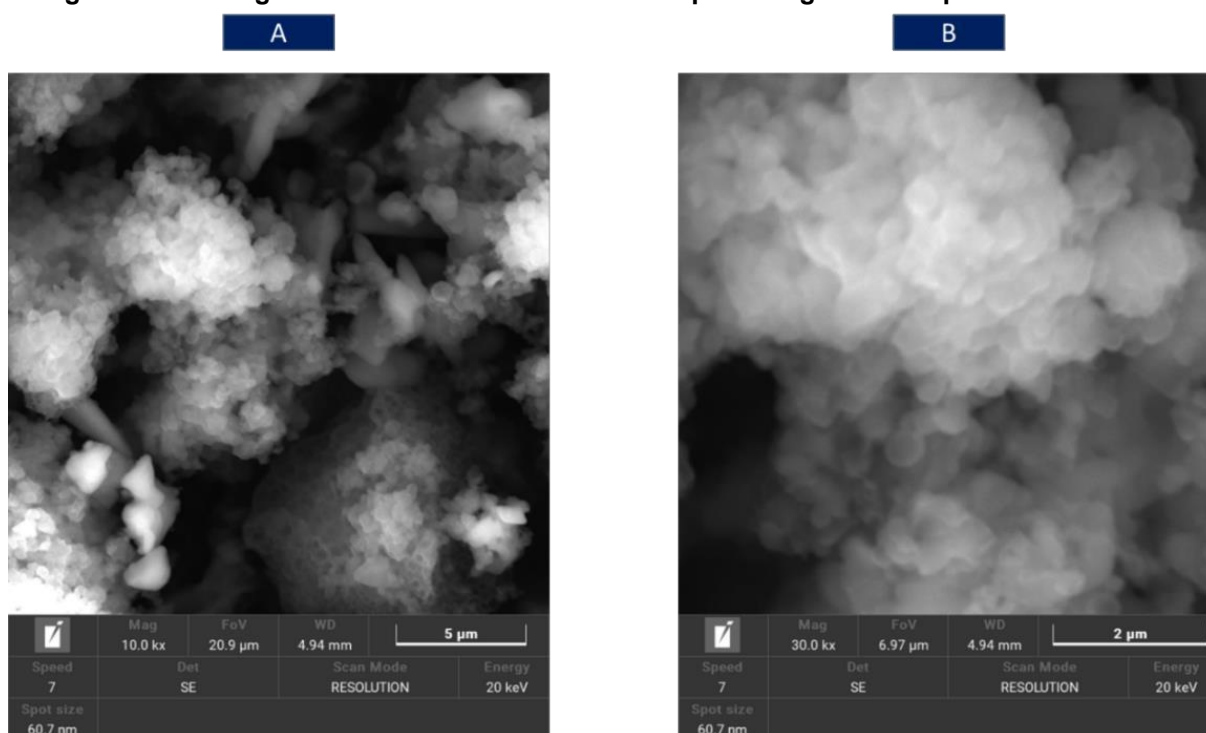 A
B
Mag FoV WD
10.0 kx 20.9 µm 4.94 mm 5 µm
Speed Det Scan Mode Energy
7 SE RESOLUTION 20 keV
Spot size
60.7 nm
Mag FoV WD
30.0 kx 6.97 µm 4.94 mm 2 µm
Speed Det Scan Mode Energy
7 SE RESOLUTION 20 keV
Spot size
60.7 nm